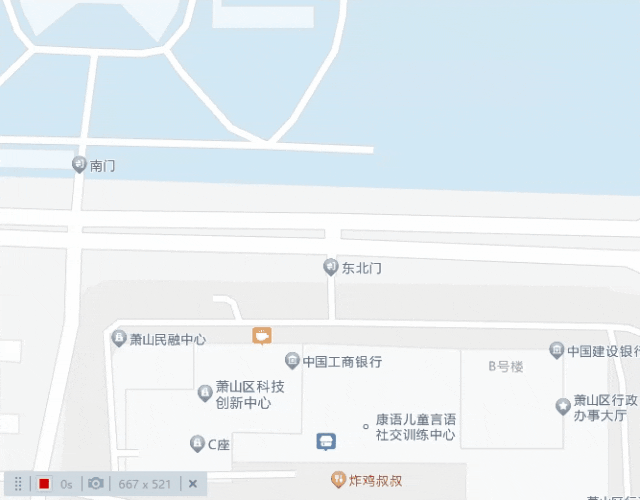 南门
东北门
萧山民融中心
中国工商银行
B号楼
中国建设银行
萧山区科技
创新中心
萧山区行政
办事大厅
康语儿童言语
社交训练中心
C座
炸鸡叔叔
0s
667 x 521